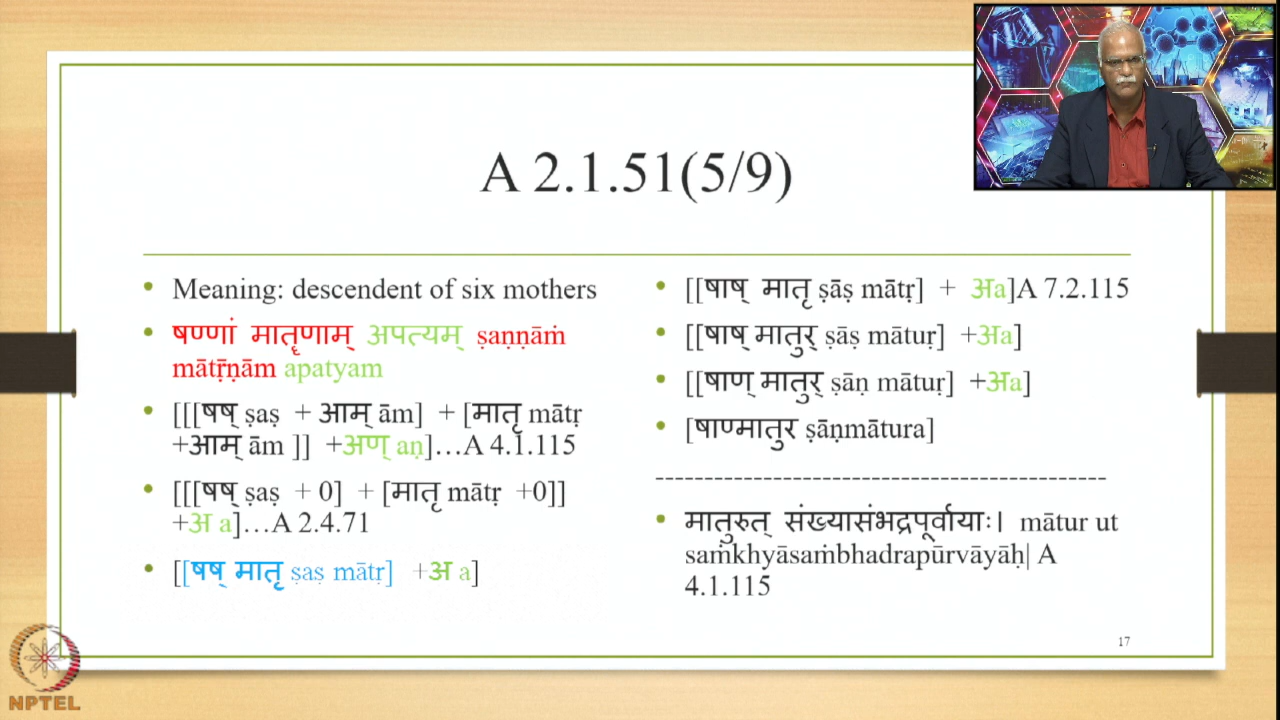 A 2.1.51(5/9)
• Meaning: descendent of six mothers
• षण्णां मातॄणाम् अपत्यम् ṣaṇṇāṁ
mātṝṇām apatyam
• [[[षष् ṣaṣ + आम् ām] + [मातृ mātṛ
+आम् ām ]] +अण् aṇ]…A 4.1.115
• [[[षष् ṣaṣ + 0] + [मातृ mātṛ +0]]
+अ a]…A 2.4.71
• [[षष् मातृ ṣaṣ mātṛ] +अ a]
• [[षाष् मातृ ṣāṣ mātṛ] + अa]A 7.2.115
• [[षाष् मातुर् ṣāṣ mātuṛ] +अa]
• [[षाण् मातुर् ṣāṇ mātuṛ] +अa]
• [षाण्मातुर ṣāṇmātura]
----------------------------------------------
• मातुरुत् संख्यासंभद्रपूर्वायाः। mātur ut
saṁkhyāsaṁbhadrapūrvāyāḥ| A
4.1.115
17
NPTEL